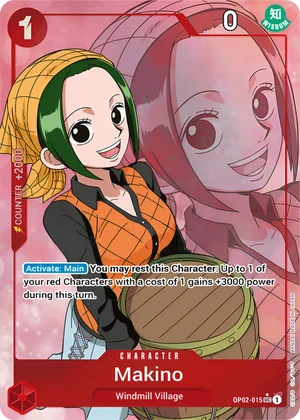 1
0
知
WISDOM
COUNTER +2000
Activate: Main You may rest this Character: Up to 1 of
your red Characters with a cost of 1 gains +3000 power
during this turn.
CHARACTER
Makino
Windmill Village
OP02-015
1